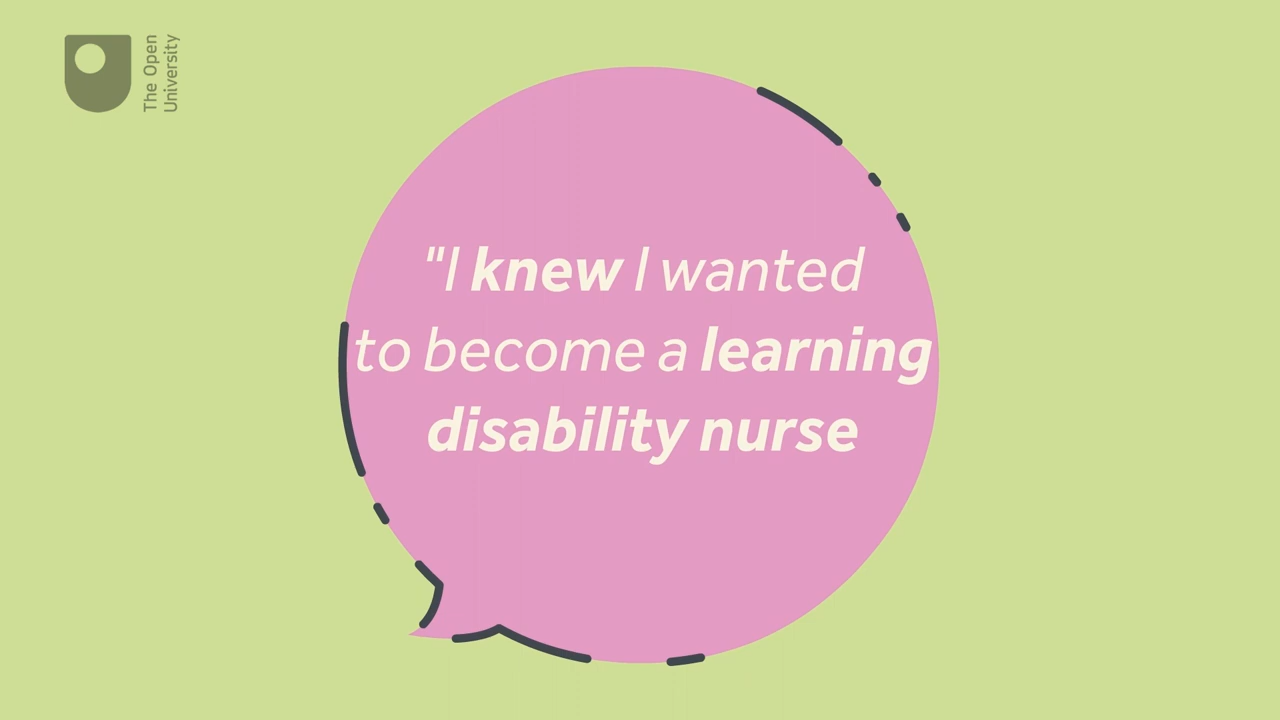 The Open
University
"I knew I wanted
to become a learning
disability nurse